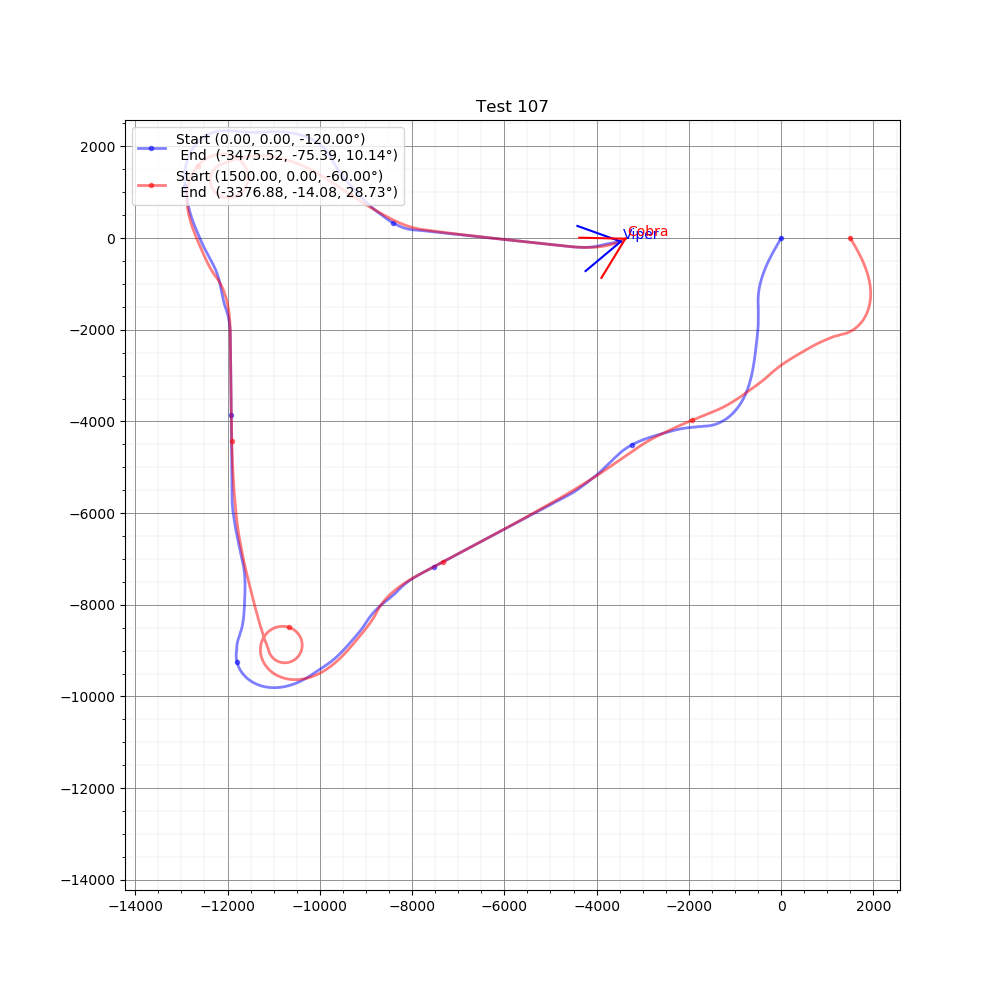 Test 107
Start (0.00, 0.00, -120.00°)
End (-3475.52, -75.39, 10.14°)
Start (1500.00, 0.00, -60.00°)
End (-3376.88, -14.08, 28.73°)
Cobra
Viper
2000
0
−2000
−4000
−6000
−8000
−10000
−12000
−14000
−14000 −12000 −10000 −8000 −6000 −4000 −2000 0 2000